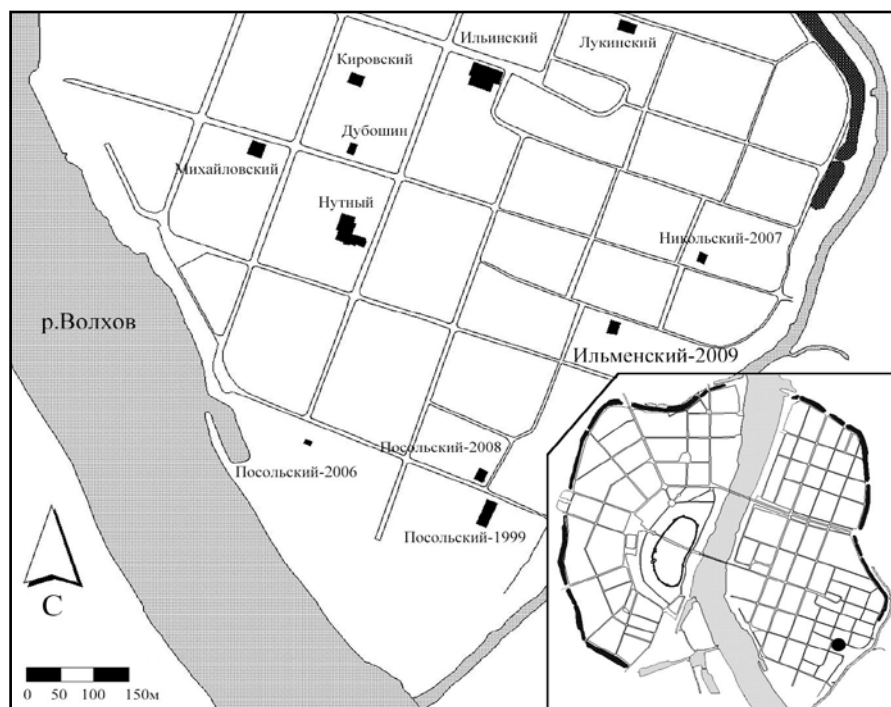 Ильинский
Лукинский
Кировский
Дубошин
Михайловский
Нутный
Никольский-2007
р.Волхов
Ильменский-2009
Посольский-2008
Посольский-2006
Посольский-1999
С
0 50 100 150м